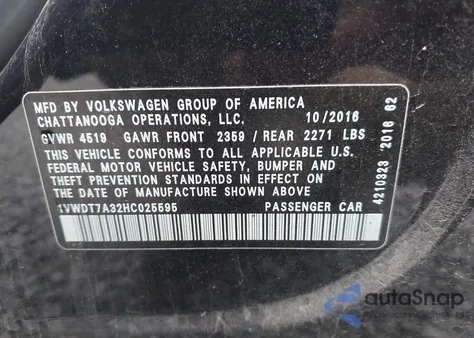 MFD BY VOLKSWAGEN GROUP OF AMERICA
CHATTANOOGA OPERATIONS, LLC. 10/2016
GVWR 4519 GAWR FRONT 2359 / REAR 2271 LBS
THIS VEHICLE CONFORMS TO ALL APPLICABLE U.S.
FEDERAL MOTOR VEHICLE SAFETY, BUMPER AND
THEFT PREVENTION STANDARDS IN EFFECT ON
THE DATE OF MANUFACTURE SHOWN ABOVE.
1VWDT7A32HC025595 PASSENGER CAR
4210323 2016 62
autoSnap